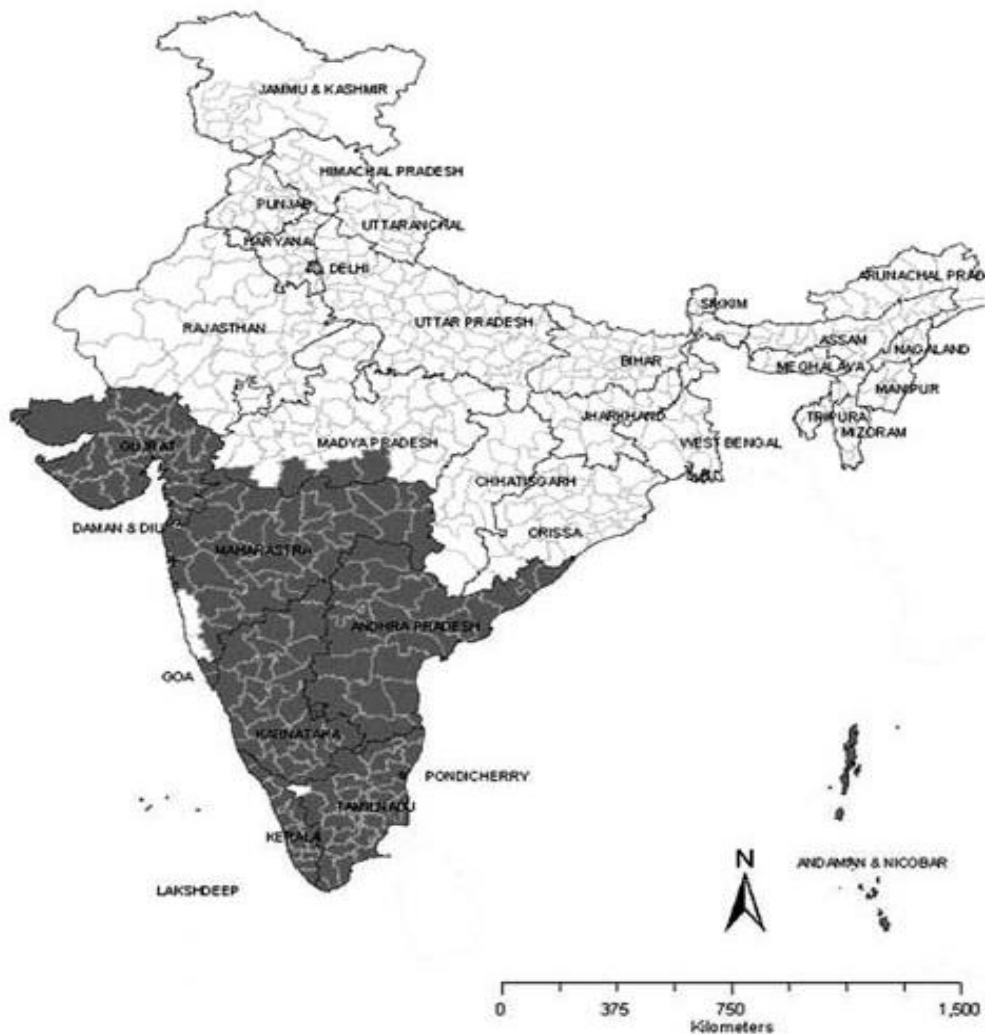 JAMMU & KASHMIR
HIMACHAL PRADESH
PUNJAB
UTTARANCHAL
HARYANA
DELHI
ARUNACHAL PRAD
SIKKIM
RAJASTHAN
UTTAR PRADESH
ASSAM
NAGALAND
BIHAR
MEGHALAYA
MANIPUR
JHARKHAND
TRIPURA
MIZORAM
GUJRAT
MADYA PRADESH
WEST BENGAL
CHHATISGARH
DAMAN & DIU
ORISSA
MAHARASTRA
ANDHRA PRADESH
GOA
KARNATAKA
PONDICHERRY
TAMILNADU
KERALA
N
ANDAMAN & NICOBAR
LAKSHDEEP
0 375 750 1,500
Kilometers